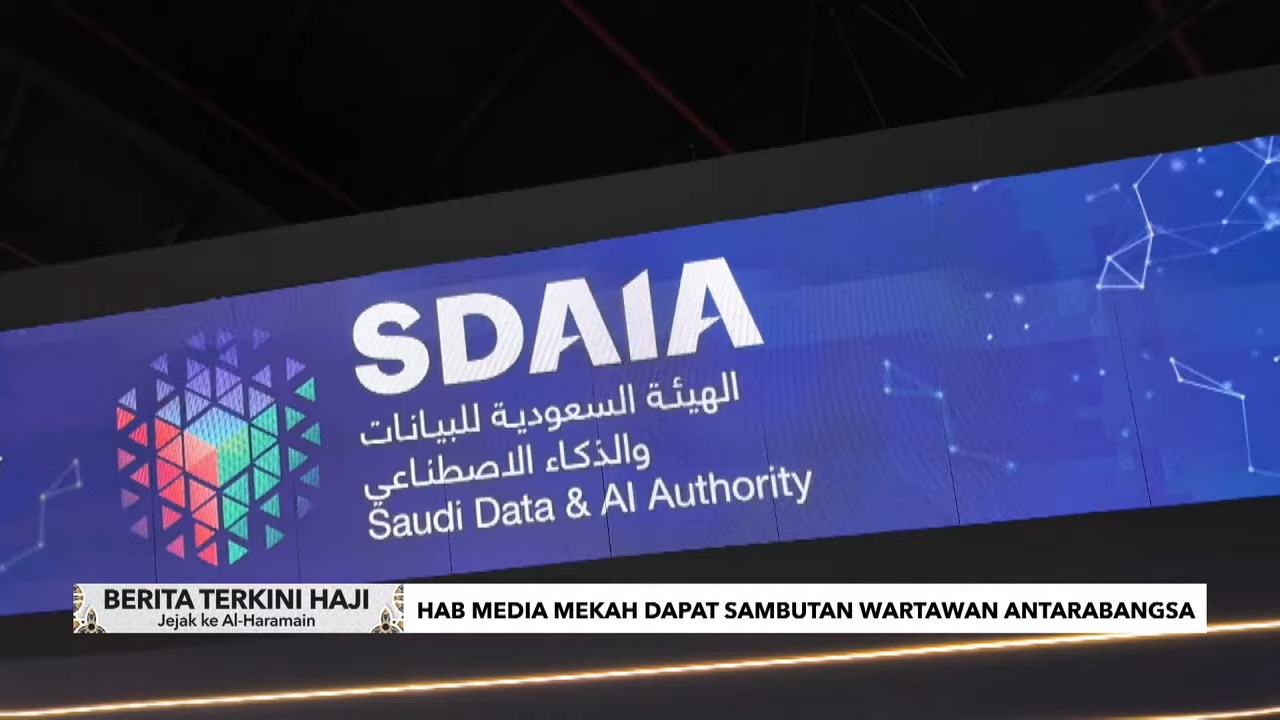 SDAIA
الهيئة السعودية للبيانات
والذكاء الاصطناعي
Saudi Data & AI Authority
BERITA TERKINI HAJI
Jejak ke Al-Haramain
HAB MEDIA MEKAH DAPAT SAMBUTAN WARTAWAN ANTARABANGSA